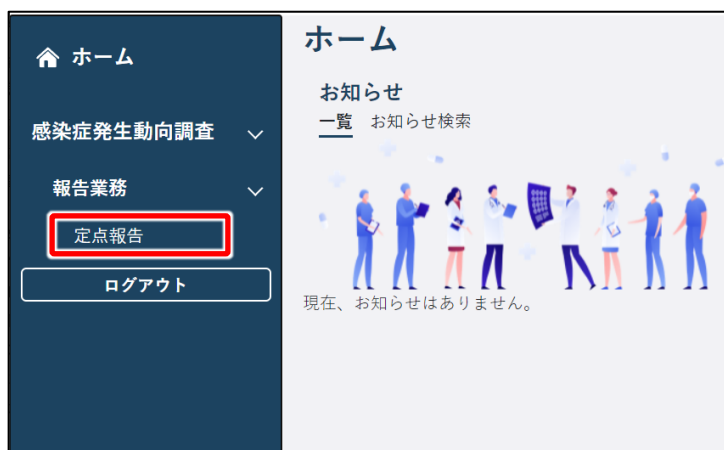 ホーム
感染症発生動向調査
報告業務
定点報告
ログアウト
ホーム
お知らせ
一覧 お知らせ検索
現在、お知らせはありません。